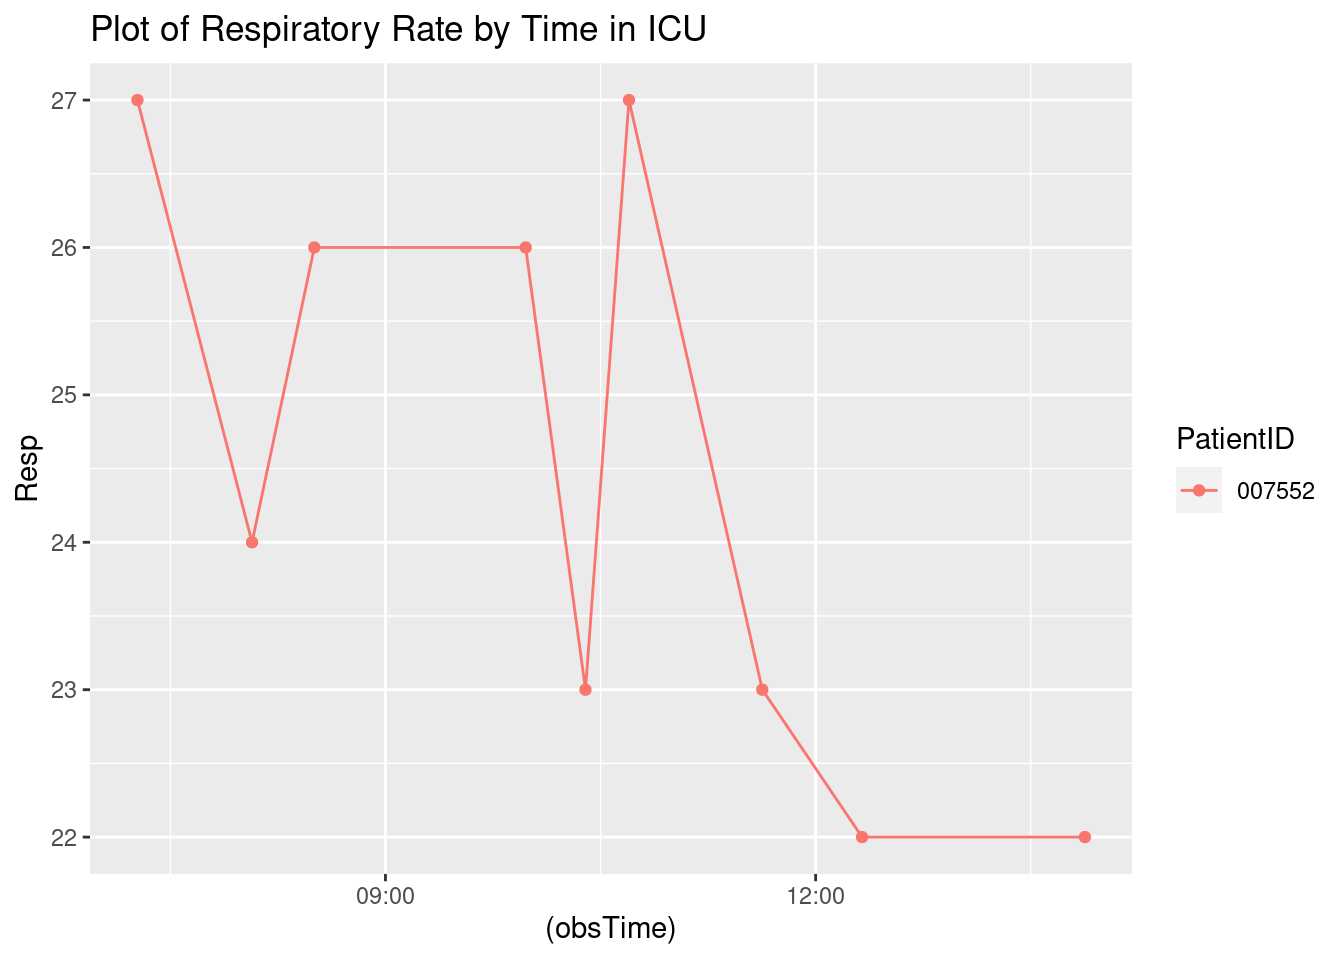 Plot of Respiratory Rate by Time in ICU
27
26
25
24
23
22
Resp
09:00
12:00
(obsTime)
PatientID
007552